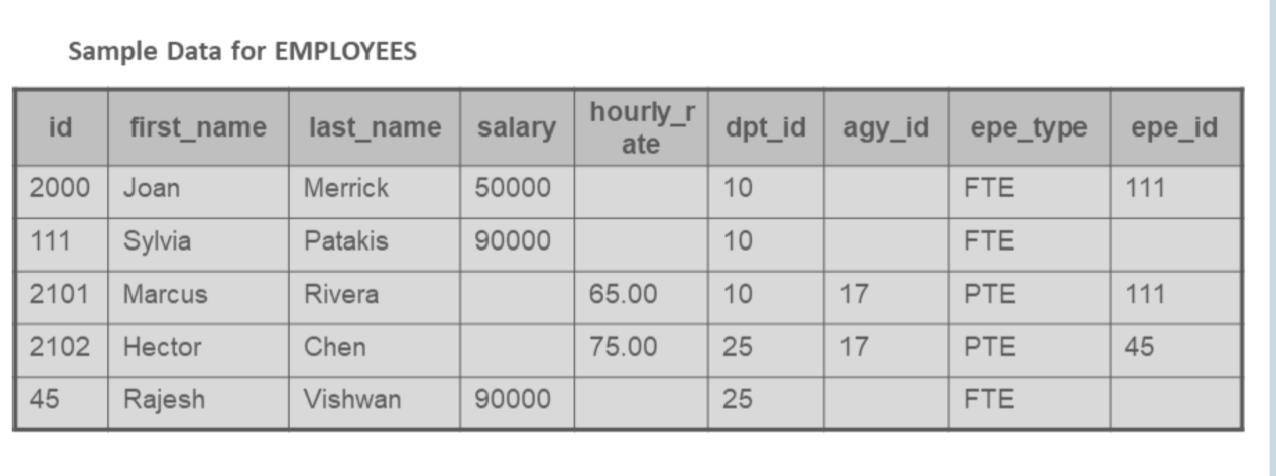 Sample Data for EMPLOYEES
id first_name last_name salary hourly_r
ate dpt_id agy_id epe_type epe_id
2000 Joan Merrick 50000 10 FTE 111
111 Sylvia Patakis 90000 10 FTE
2101 Marcus Rivera 65.00 10 17 PTE 111
2102 Hector Chen 75.00 25 17 PTE 45
45 Rajesh Vishwan 90000 25 FTE